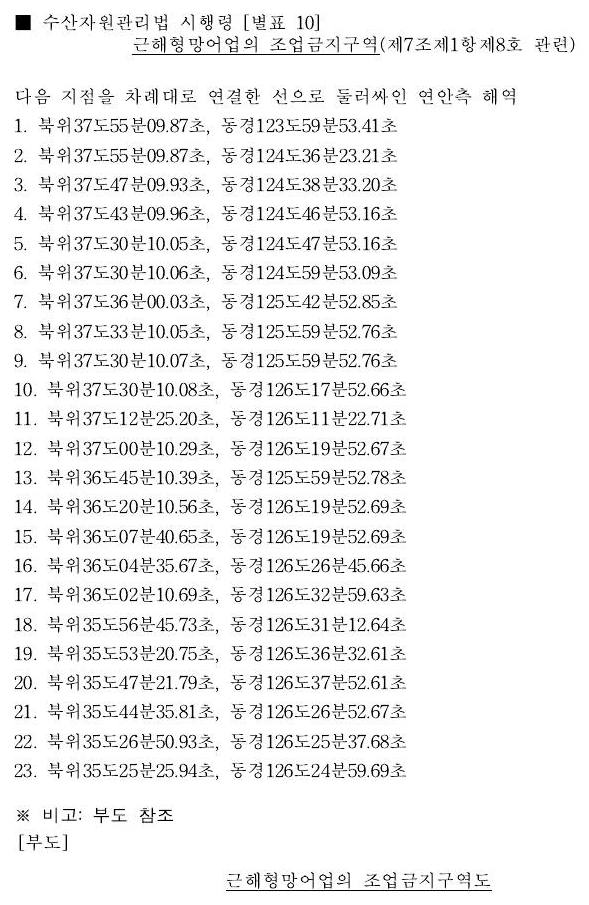 ■ 수산자원관리법 시행령 [별표 10]
근해형망어업의 조업금지구역(제7조제1항제8호 관련)
다음 지점을 차례대로 연결한 선으로 둘러싸인 연안측 해역
1. 북위37도55분09.87초, 동경123도59분53.41초
2. 북위37도55분09.87초, 동경124도36분23.21초
3. 북위37도47분09.93초, 동경124도38분33.20초
4. 북위37도43분09.96초, 동경124도46분53.16초
5. 북위37도30분10.05초, 동경124도47분53.16초
6. 북위37도30분10.06초, 동경124도59분53.09초
7. 북위37도36분00.03초, 동경125도42분52.85초
8. 북위37도33분10.05초, 동경125도59분52.76초
9. 북위37도30분10.07초, 동경125도59분52.76초
10. 북위37도30분10.08초, 동경126도17분52.66초
11. 북위37도12분25.20초, 동경126도11분22.71초
12. 북위37도00분10.29초, 동경126도19분52.67초
13. 북위36도45분10.39초, 동경125도59분52.78초
14. 북위36도20분10.56초, 동경126도19분52.69초
15. 북위36도07분40.65초, 동경126도19분52.69초
16. 북위36도04분35.67초, 동경126도26분45.66초
17. 북위36도02분10.69초, 동경126도32분59.63초
18. 북위35도56분45.73초, 동경126도31분12.64초
19. 북위35도53분20.75초, 동경126도36분32.61초
20. 북위35도47분21.79초, 동경126도37분52.61초
21. 북위35도44분35.81초, 동경126도26분52.67초
22. 북위35도26분50.93초, 동경126도25분37.68초
23. 북위35도25분25.94초, 동경126도24분59.69초
※ 비고: 부도 참조
[부도]
근해형망어업의 조업금지구역도